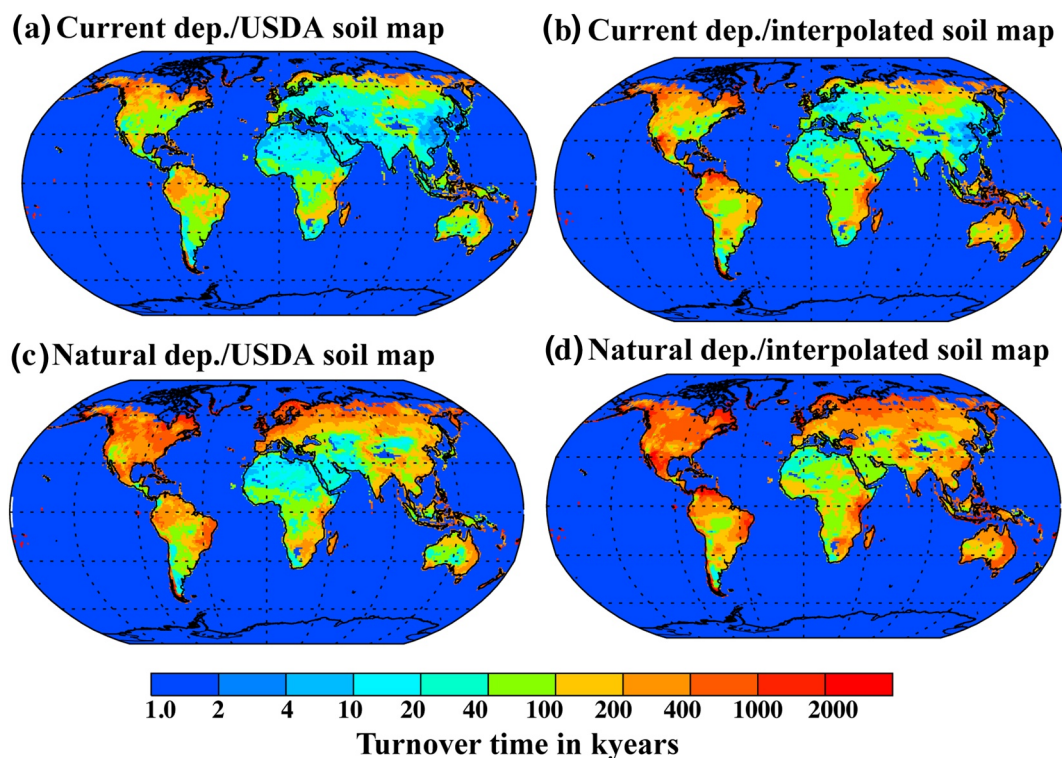 (a) Current dep./USDA soil map
(b) Current dep./interpolated soil map
(c) Natural dep./USDA soil map
(d) Natural dep./interpolated soil map
1.0 2 4 10 20 40 100 200 400 1000 2000
Turnover time in kyears